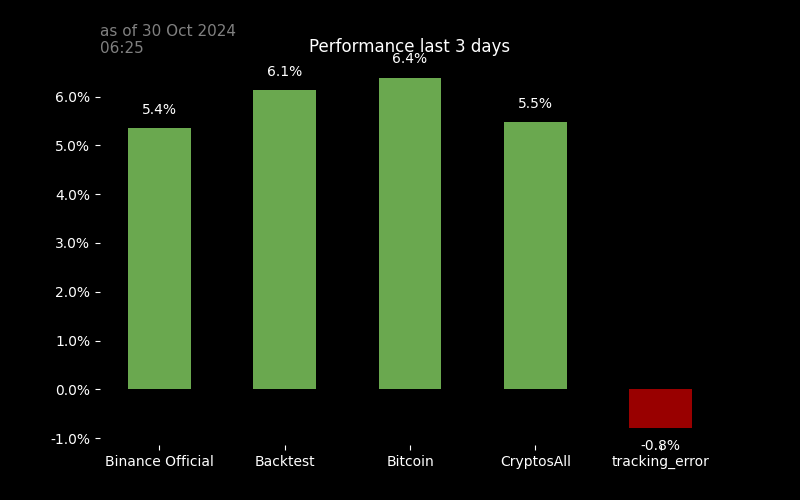 as of 30 Oct 2024
06:25
Performance last 3 days
6.4%
6.1%
5.4%
5.5%
6.0%
5.0%
4.0%
3.0%
2.0%
1.0%
0.0%
-1.0%
-0.8%
Binance Official
Backtest
Bitcoin
CryptosAll
tracking_error